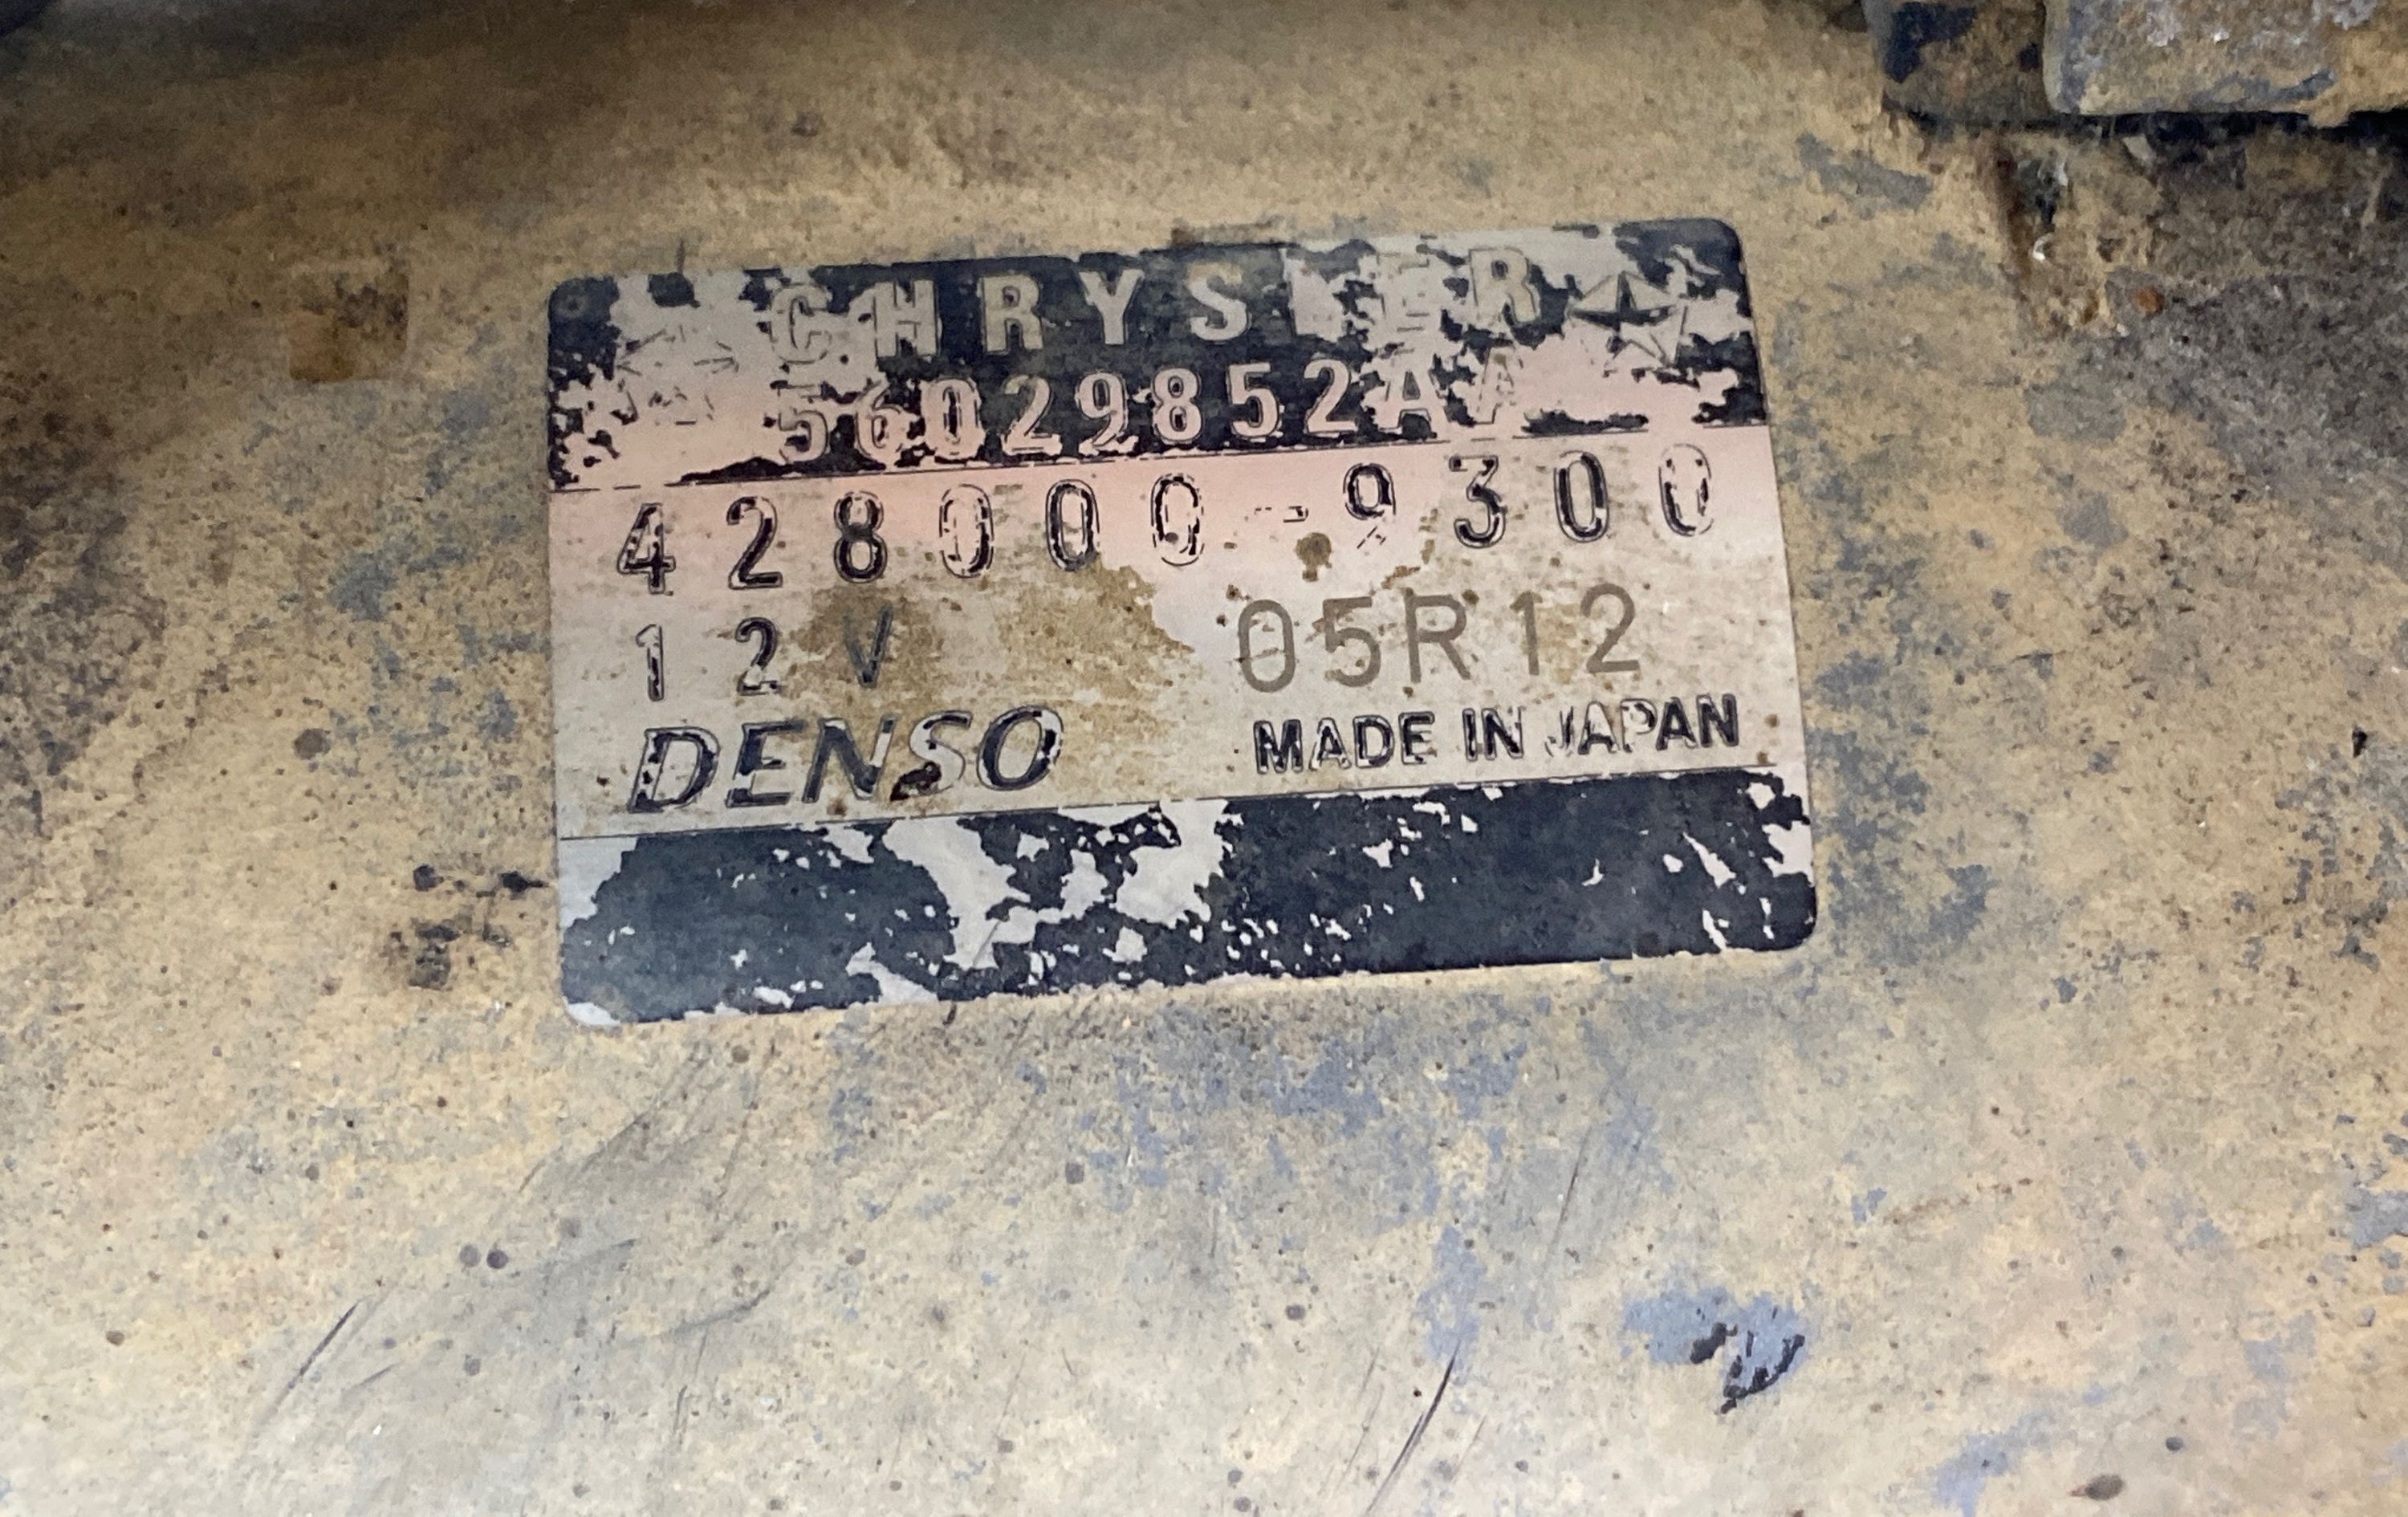 CHRYSLER
56029852AA
428000-9300
12V 05R12
DENSO MADE IN JAPAN